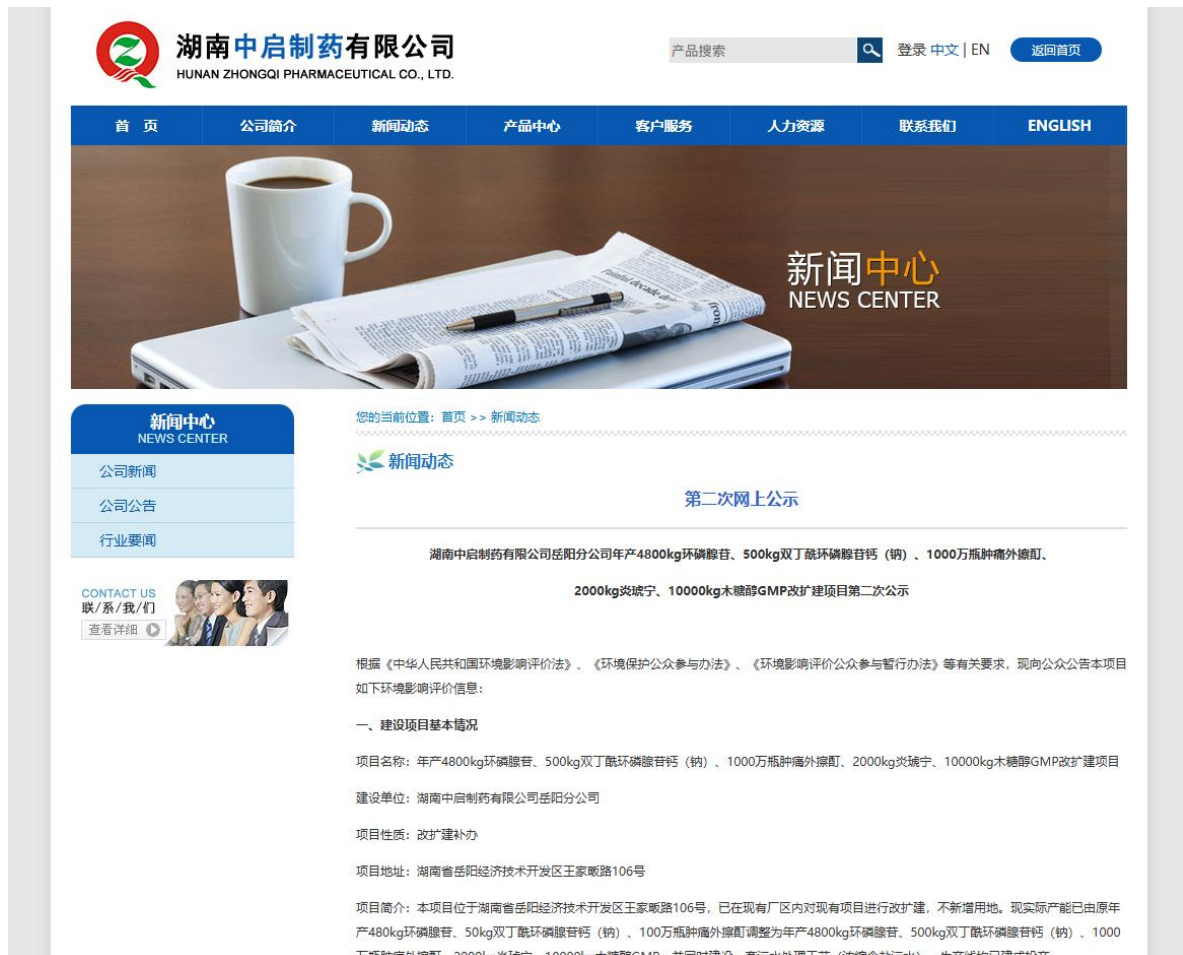 湖南中启制药有限公司
HUNAN ZHONGQI PHARMACEUTICAL CO., LTD.
产品搜索
登录 中文 | EN
返回首页
首 页 公司简介 新闻动态 产品中心 客户服务 人力资源 联系我们 ENGLISH
新闻中心
NEWS CENTER
新闻中心
NEWS CENTER
公司新闻
公司公告
行业要闻
CONTACT US
联/系/我/们
查看详细
您的当前位置：首页 >> 新闻动态
新闻动态
第二次网上公示
湖南中启制药有限公司岳阳分公司年产4800kg环磷腺苷、500kg双丁酰环磷腺苷钙（钠）、1000万瓶肿痛外擦酊、
2000kg炎琥宁、10000kg木糖醇GMP改扩建项目第二次公示
根据《中华人民共和国环境影响评价法》、《环境保护公众参与办法》、《环境影响评价公众参与暂行办法》等有关要求，现向公众公告本项目
如下环境影响评价信息：
一、建设项目基本情况
项目名称：年产4800kg环磷腺苷、500kg双丁酰环磷腺苷钙（钠）、1000万瓶肿痛外擦酊、2000kg炎琥宁、10000kg木糖醇GMP改扩建项目
建设单位：湖南中启制药有限公司岳阳分公司
项目性质：改扩建补办
项目地址：湖南省岳阳经济技术开发区王家畈路106号
项目简介：本项目位于湖南省岳阳经济技术开发区王家畈路106号，已在现有厂区内对现有项目进行改扩建，不新增用地。现实际产能已由原年
产480kg环磷腺苷、50kg双丁酰环磷腺苷钙（钠）、100万瓶肿痛外擦酊调整为年产4800kg环磷腺苷、500kg双丁酰环磷腺苷钙（钠）、1000